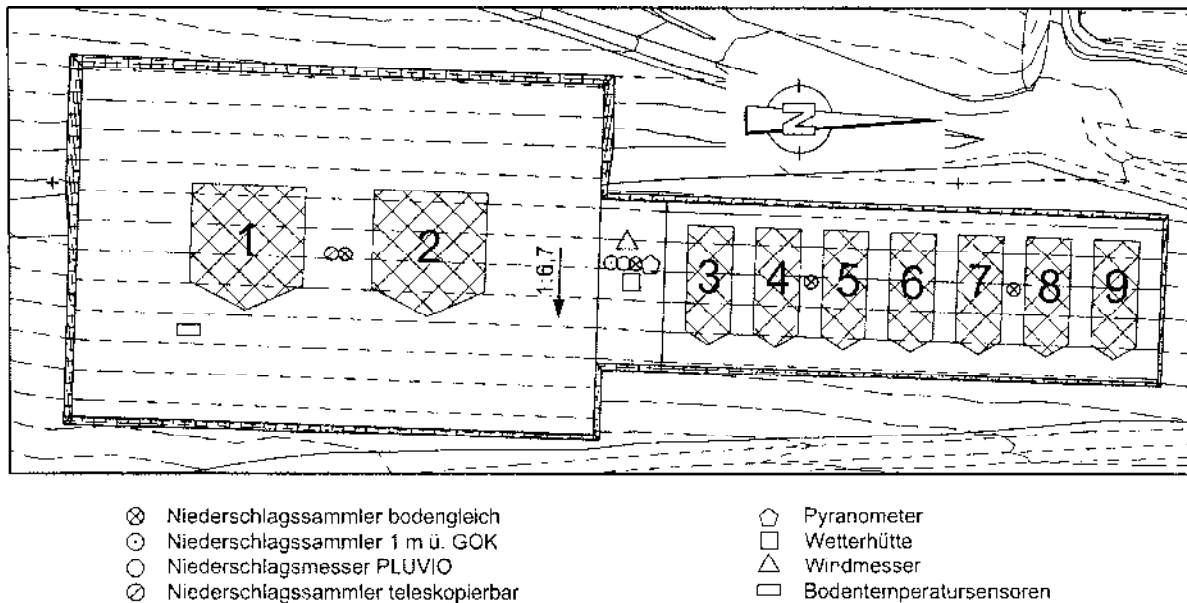 N
1
2
1:6,7
3 4 5 6 7 8 9
Niederschlagssammler bodengleich
Niederschlagssammler 1 m ü. GOK
Niederschlagsmesser PLUVIO
Niederschlagssammler teleskopierbar
Pyranometer
Wetterhütte
Windmesser
Bodentemperatursensoren